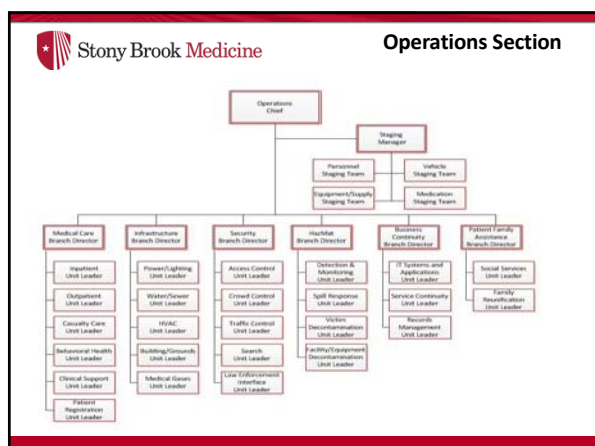 Stony Brook Medicine
Operations Section
Operations
Chief
Staging
Manager
Personnel
Staging Team
Vehicle
Staging Team
Equipment/Supply
Staging Team
Medication
Staging Team
Medical Care
Branch Director
Infrastructure
Branch Director
Security
Branch Director
HazMat
Branch Director
Business
Continuity
Branch Director
Patient Family
Assistance
Branch Director
Inpatient
Unit Leader
Outpatient
Unit Leader
Casualty Care
Unit Leader
Behavioral Health
Unit Leader
Clinical Support
Unit Leader
Patient
Registration
Unit Leader
Power/Lighting
Unit Leader
Water/Sewer
Unit Leader
HVAC
Unit Leader
Building/Grounds
Unit Leader
Medical Gases
Unit Leader
Access Control
Unit Leader
Crowd Control
Unit Leader
Traffic Control
Unit Leader
Search
Unit Leader
Law Enforcement
Interface
Unit Leader
Detection &
Monitoring
Unit Leader
Spill Response
Unit Leader
Victim
Decontamination
Unit Leader
Facility/Equipment
Decontamination
Unit Leader
IT Systems and
Applications
Unit Leader
Service Continuity
Unit Leader
Records
Management
Unit Leader
Social Services
Unit Leader
Family
Reunification
Unit Leader